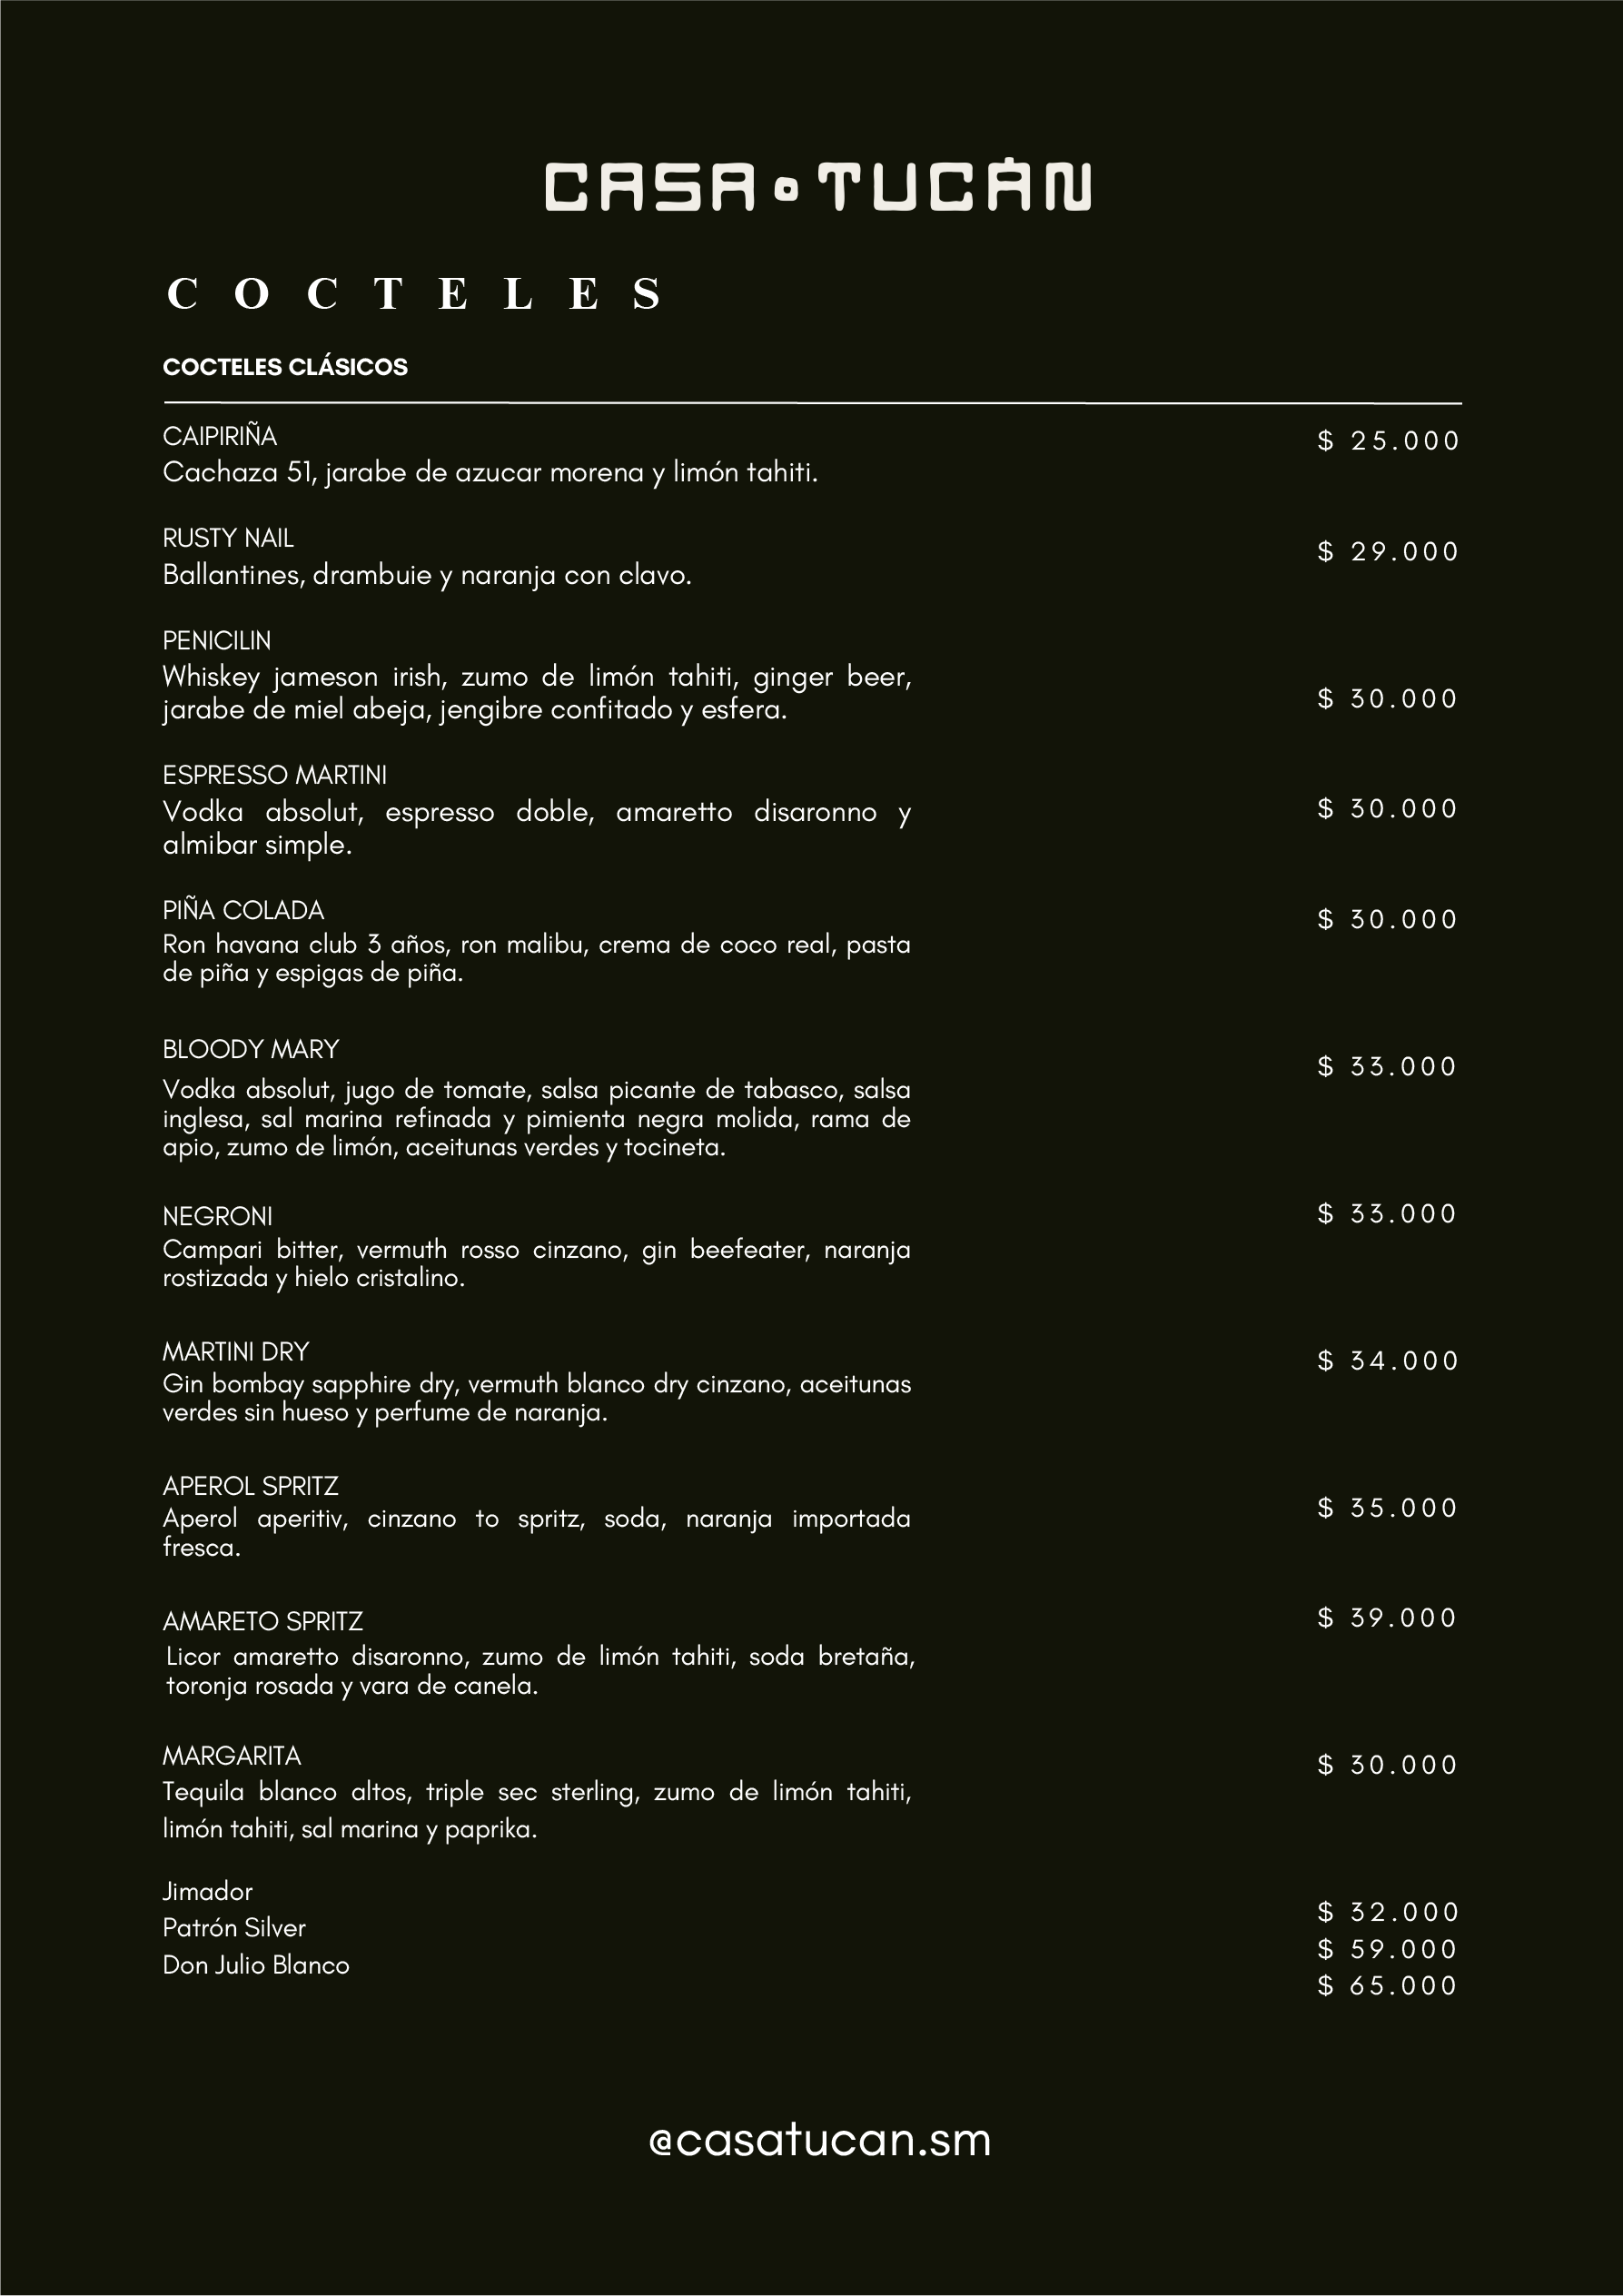 CASA TUCÁN
COCTELES
COCTELES CLÁSICOS
CAIPIRIÑA
$ 25.000
Cachaza 51, jarabe de azucar morena y limón tahiti.
RUSTY NAIL
$ 29.000
Ballantines, drambuie y naranja con clavo.
PENICILIN
Whiskey jameson irish, zumo de limón tahiti, ginger beer,
$ 30.000
jarabe de miel abeja, jengibre confitado y esfera.
ESPRESSO MARTINI
Vodka absolut, espresso doble, amaretto disaronno y
$ 30.000
almibar simple.
PIÑA COLADA
$ 30.000
Ron havana club 3 años, ron malibu, crema de coco real, pasta
de piña y espigas de piña.
BLOODY MARY
$ 33.000
Vodka absolut, jugo de tomate, salsa picante de tabasco, salsa
inglesa, sal marina refinada y pimienta negra molida, rama de
apio, zumo de limón, aceitunas verdes y tocineta.
NEGRONI
$ 33.000
Campari bitter, vermuth rosso cinzano, gin beefeater, naranja
rostizada y hielo cristalino.
MARTINI DRY
$ 34.000
Gin bombay sapphire dry, vermuth blanco dry cinzano, aceitunas
verdes sin hueso y perfume de naranja.
APEROL SPRITZ
$ 35.000
Aperol aperitiv, cinzano to spritz, soda, naranja importada
fresca.
AMARETO SPRITZ
$ 39.000
Licor amaretto disaronno, zumo de limón tahiti, soda bretaña,
toronja rosada y vara de canela.
MARGARITA
$ 30.000
Tequila blanco altos, triple sec sterling, zumo de limón tahiti,
limón tahiti, sal marina y paprika.
Jimador
$ 32.000
Patrón Silver
$ 59.000
Don Julio Blanco
$ 65.000
@casatucan.sm